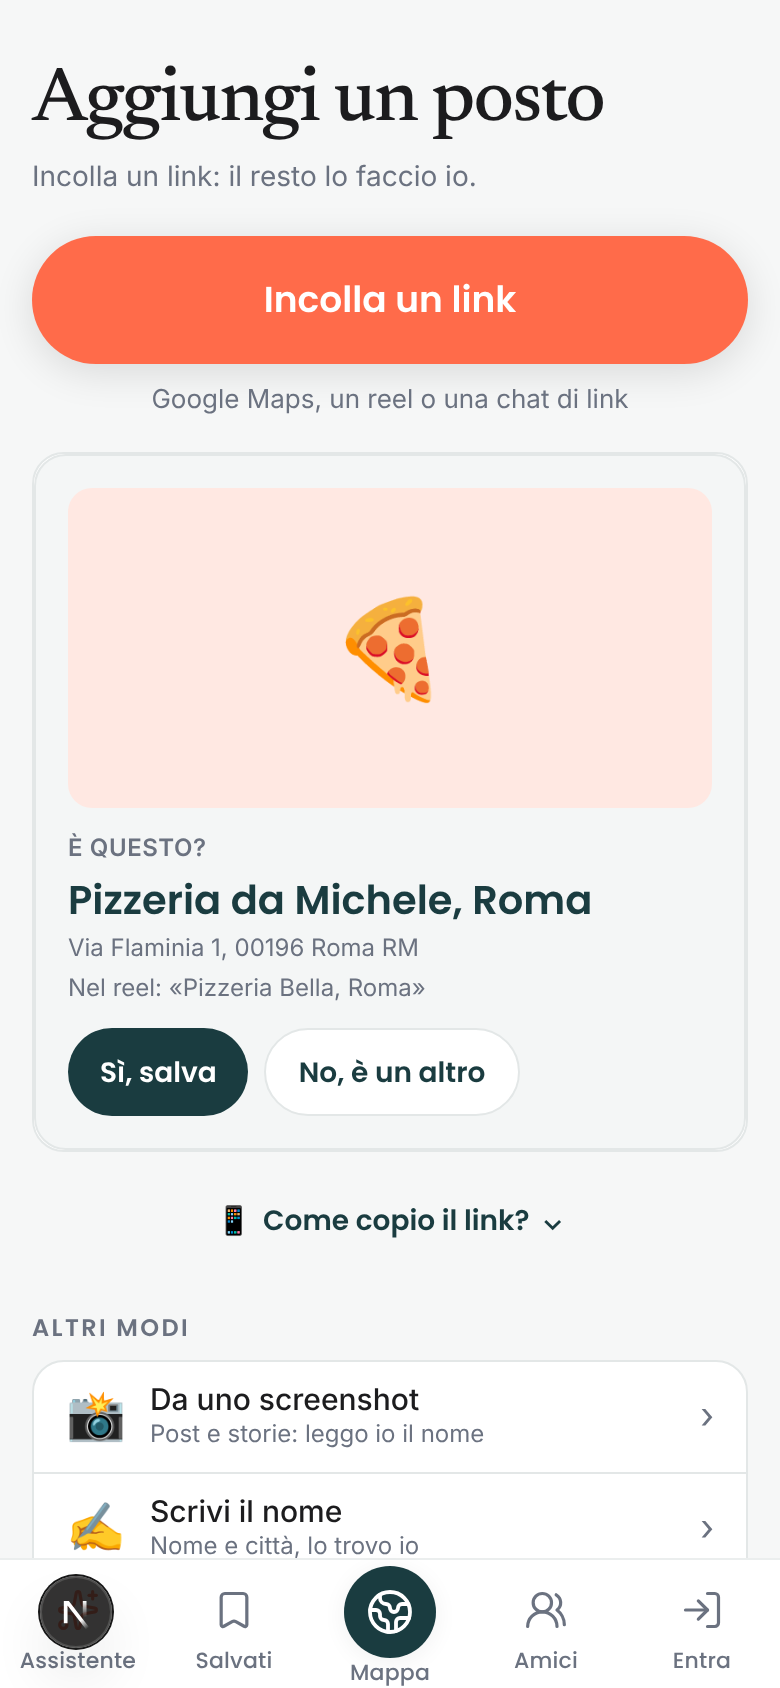 Aggiungi un posto
Incolla un link: il resto lo faccio io.
Incolla un link
Google Maps, un reel o una chat di link
È QUESTO?
Pizzeria da Michele, Roma
Via Flaminia 1, 00196 Roma RM
Nel reel: «Pizzeria Bella, Roma»
Sì, salva
No, è un altro
Come copio il link?
ALTRI MODI
Da uno screenshot
Post e storie: leggo io il nome
Scrivi il nome
Nome e città, lo trovo io
N
Assistente
Salvati
Mappa
Amici
Entra